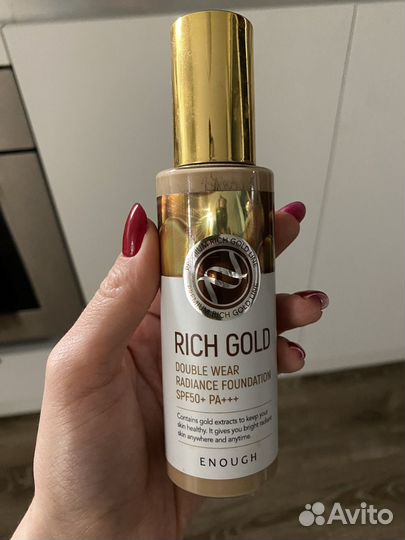 PREMIUM RICH GOLD LINE
PREMIUM RICH GOLD LINE
RICH GOLD
DOUBLE WEAR
RADIANCE FOUNDATION
SPF50+ PA+++
Contains gold extracts to keep your
skin healthy. It gives you bright radiant
skin anywhere and anytime.
ENOUGH
Avito